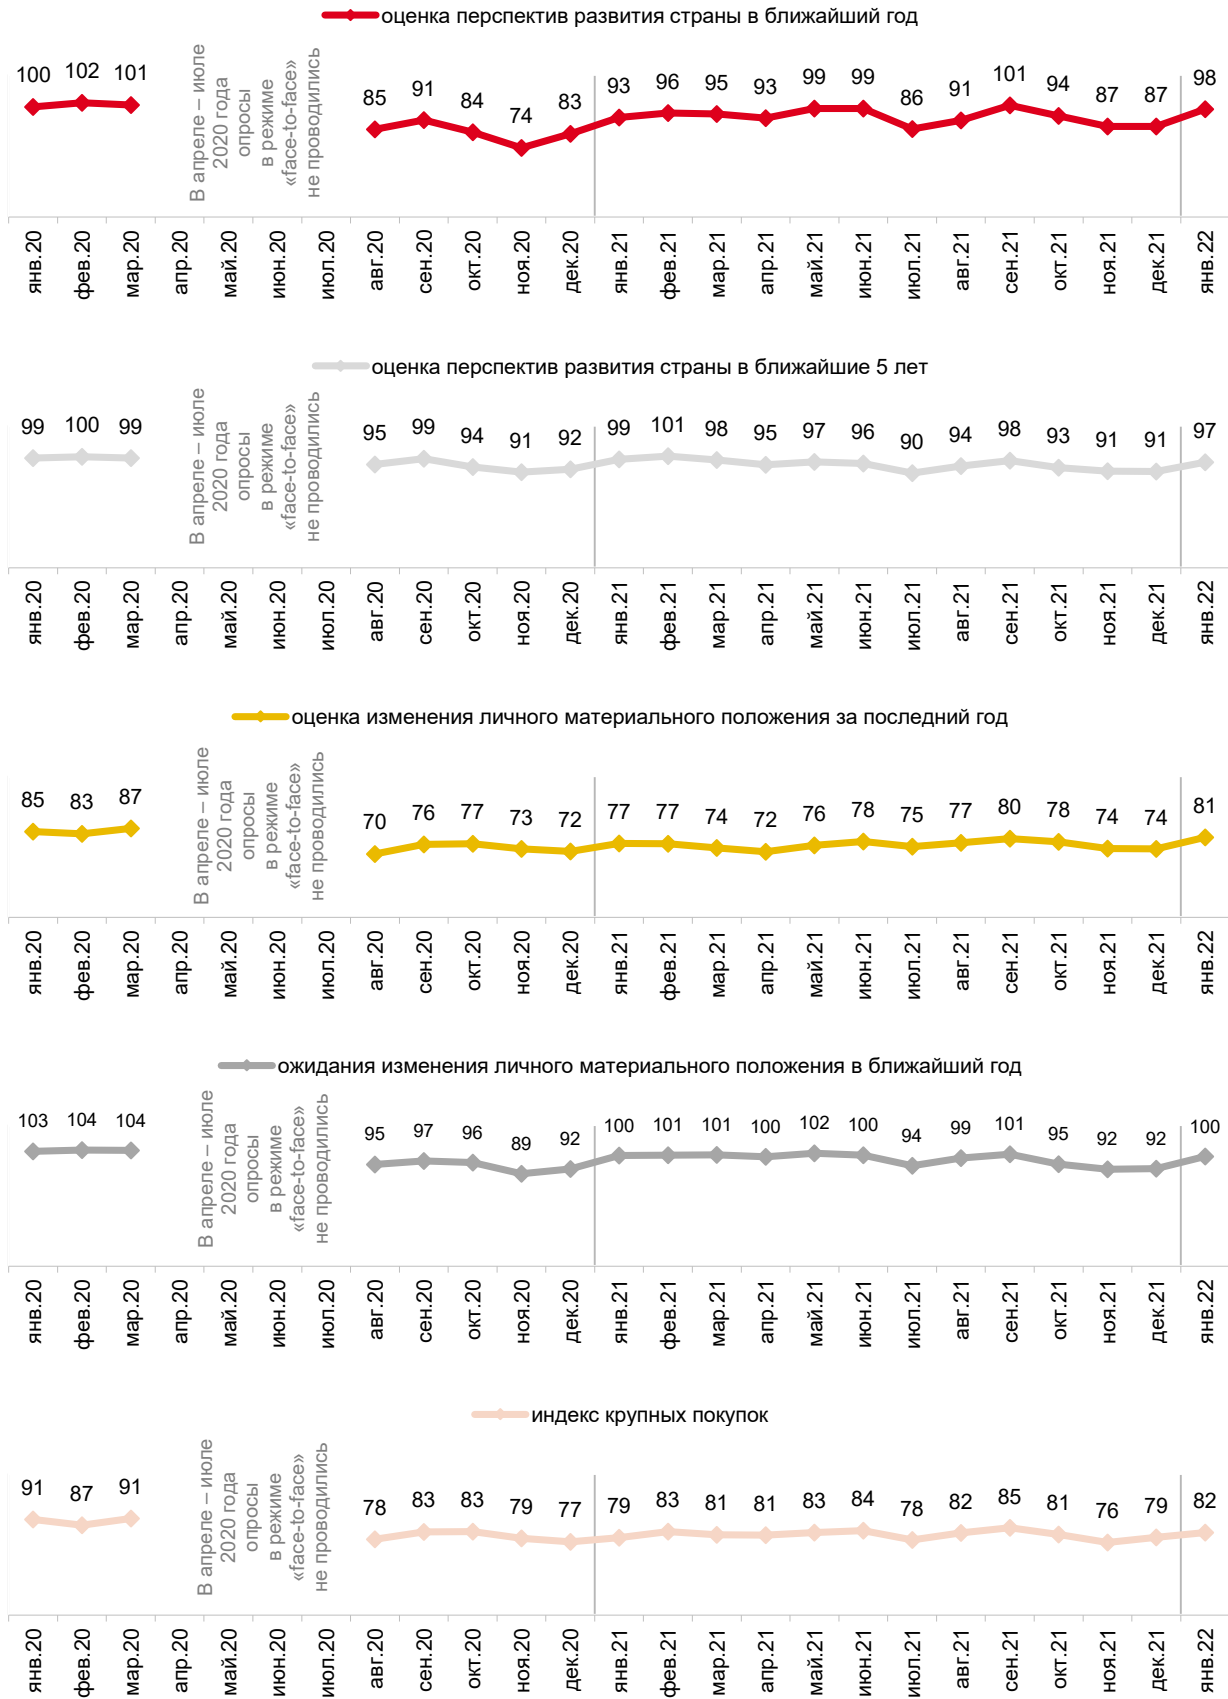 оценка перспектив развития страны в ближайший год
100 102 101 85 91 84 74 83 93 96 95 93 99 99 86 91 101 94 87 87 98
В апреле – июле
2020 года
опросы
в режиме
«face-to-face»
не проводились
янв.20 фев.20 мар.20 апр.20 май.20 июн.20 июл.20 авг.20 сен.20 окт.20 ноя.20 дек.20 янв.21 фев.21 мар.21 апр.21 май.21 июн.21 июл.21 авг.21 сен.21 окт.21 ноя.21 дек.21 янв.22
оценка перспектив развития страны в ближайшие 5 лет
99 100 99 95 99 94 91 92 99 101 98 95 97 96 90 94 98 93 91 91 97
В апреле – июле
2020 года
опросы
в режиме
«face-to-face»
не проводились
янв.20 фев.20 мар.20 апр.20 май.20 июн.20 июл.20 авг.20 сен.20 окт.20 ноя.20 дек.20 янв.21 фев.21 мар.21 апр.21 май.21 июн.21 июл.21 авг.21 сен.21 окт.21 ноя.21 дек.21 янв.22
оценка изменения личного материального положения за последний год
85 83 87 70 76 77 73 72 77 77 74 72 76 78 75 77 80 78 74 74 81
В апреле – июле
2020 года
опросы
в режиме
«face-to-face»
не проводились
янв.20 фев.20 мар.20 апр.20 май.20 июн.20 июл.20 авг.20 сен.20 окт.20 ноя.20 дек.20 янв.21 фев.21 мар.21 апр.21 май.21 июн.21 июл.21 авг.21 сен.21 окт.21 ноя.21 дек.21 янв.22
ожидания изменения личного материального положения в ближайший год
103 104 104 95 97 96 89 92 100 101 101 100 102 100 94 99 101 95 92 92 100
В апреле – июле
2020 года
опросы
в режиме
«face-to-face»
не проводились
янв.20 фев.20 мар.20 апр.20 май.20 июн.20 июл.20 авг.20 сен.20 окт.20 ноя.20 дек.20 янв.21 фев.21 мар.21 апр.21 май.21 июн.21 июл.21 авг.21 сен.21 окт.21 ноя.21 дек.21 янв.22
индекс крупных покупок
91 87 91 78 83 83 79 77 79 83 81 81 83 84 78 82 85 81 76 79 82
В апреле – июле
2020 года
опросы
в режиме
«face-to-face»
не проводились
янв.20 фев.20 мар.20 апр.20 май.20 июн.20 июл.20 авг.20 сен.20 окт.20 ноя.20 дек.20 янв.21 фев.21 мар.21 апр.21 май.21 июн.21 июл.21 авг.21 сен.21 окт.21 ноя.21 дек.21 янв.22